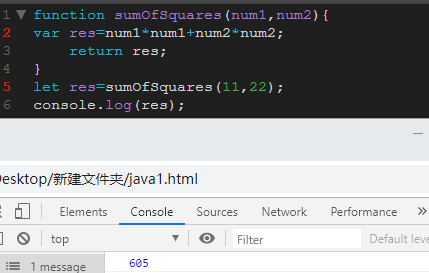 1 function sumOfSquares(num1,num2){
2 var res=num1*num1+num2*num2;
3 return res;
4 }
5 let res=sumOfSquares(11,22);
6 console.log(res);
Desktop/新建文件夹/java1.html
Elements Console Sources Network Performance
top Filter Default leve
1 message 605